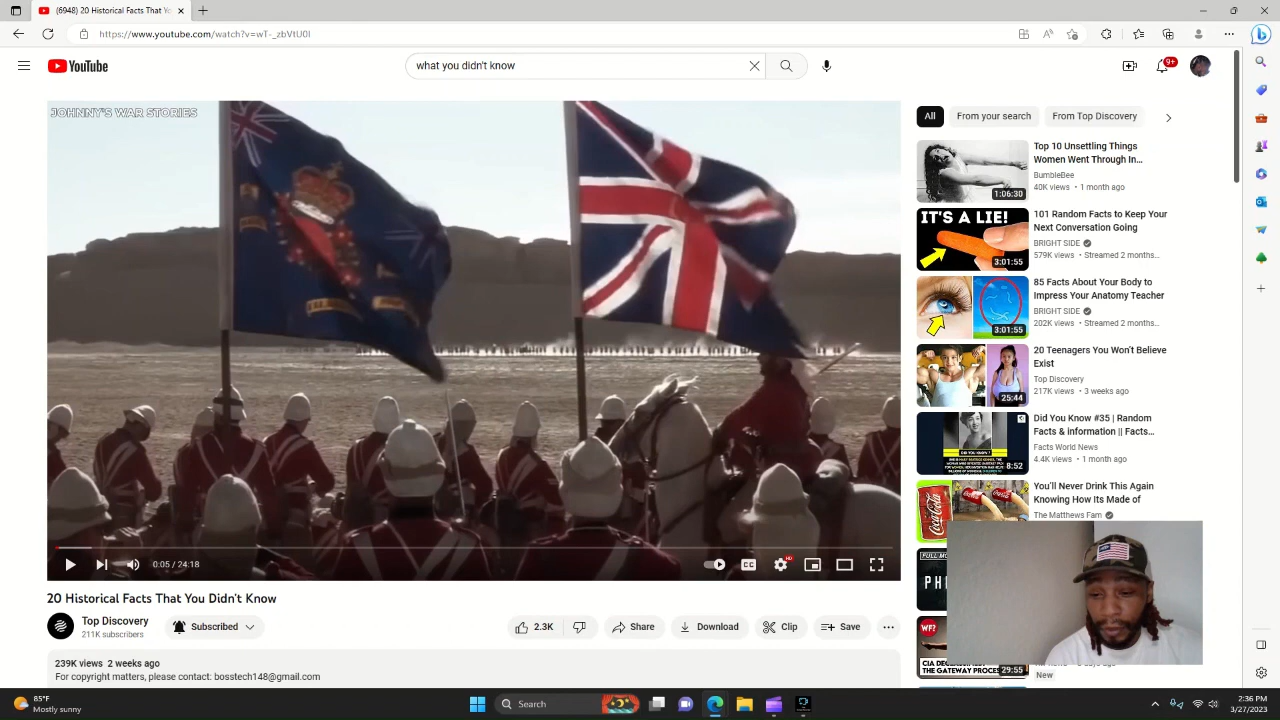 (6948) 20 Historical Facts That Yo
https://www.youtube.com/watch?v=wT-_zbVtU0I
YouTube
what you didn't know
9+
JOHNNY'S WAR STORIES
0:05 / 24:18
CC
HD
20 Historical Facts That You Didn't Know
Top Discovery
211K subscribers
Subscribed
2.3K
Share
Download
Clip
Save
239K views 2 weeks ago
For copyright matters, please contact: bosstech148@gmail.com
All
From your search
From Top Discovery
1:06:30
Top 10 Unsettling Things
Women Went Through In...
BumbleBee
40K views • 1 month ago
IT'S A LIE!
3:01:55
101 Random Facts to Keep Your
Next Conversation Going
BRIGHT SIDE
579K views • Streamed 2 months...
3:01:55
85 Facts About Your Body to
Impress Your Anatomy Teacher
BRIGHT SIDE
202K views • Streamed 2 months...
25:44
20 Teenagers You Won't Believe
Exist
Top Discovery
217K views • 3 weeks ago
DID YOU KNOW ?
8:52
Did You Know #35 | Random
Facts & information || Facts...
Facts World News
4.4K views • 1 month ago
Coca-Cola
You'll Never Drink This Again
Knowing How Its Made of
The Matthews Fam
WF?
29:55
New
85°F
Mostly sunny
Search
2:36 PM
3/27/2023